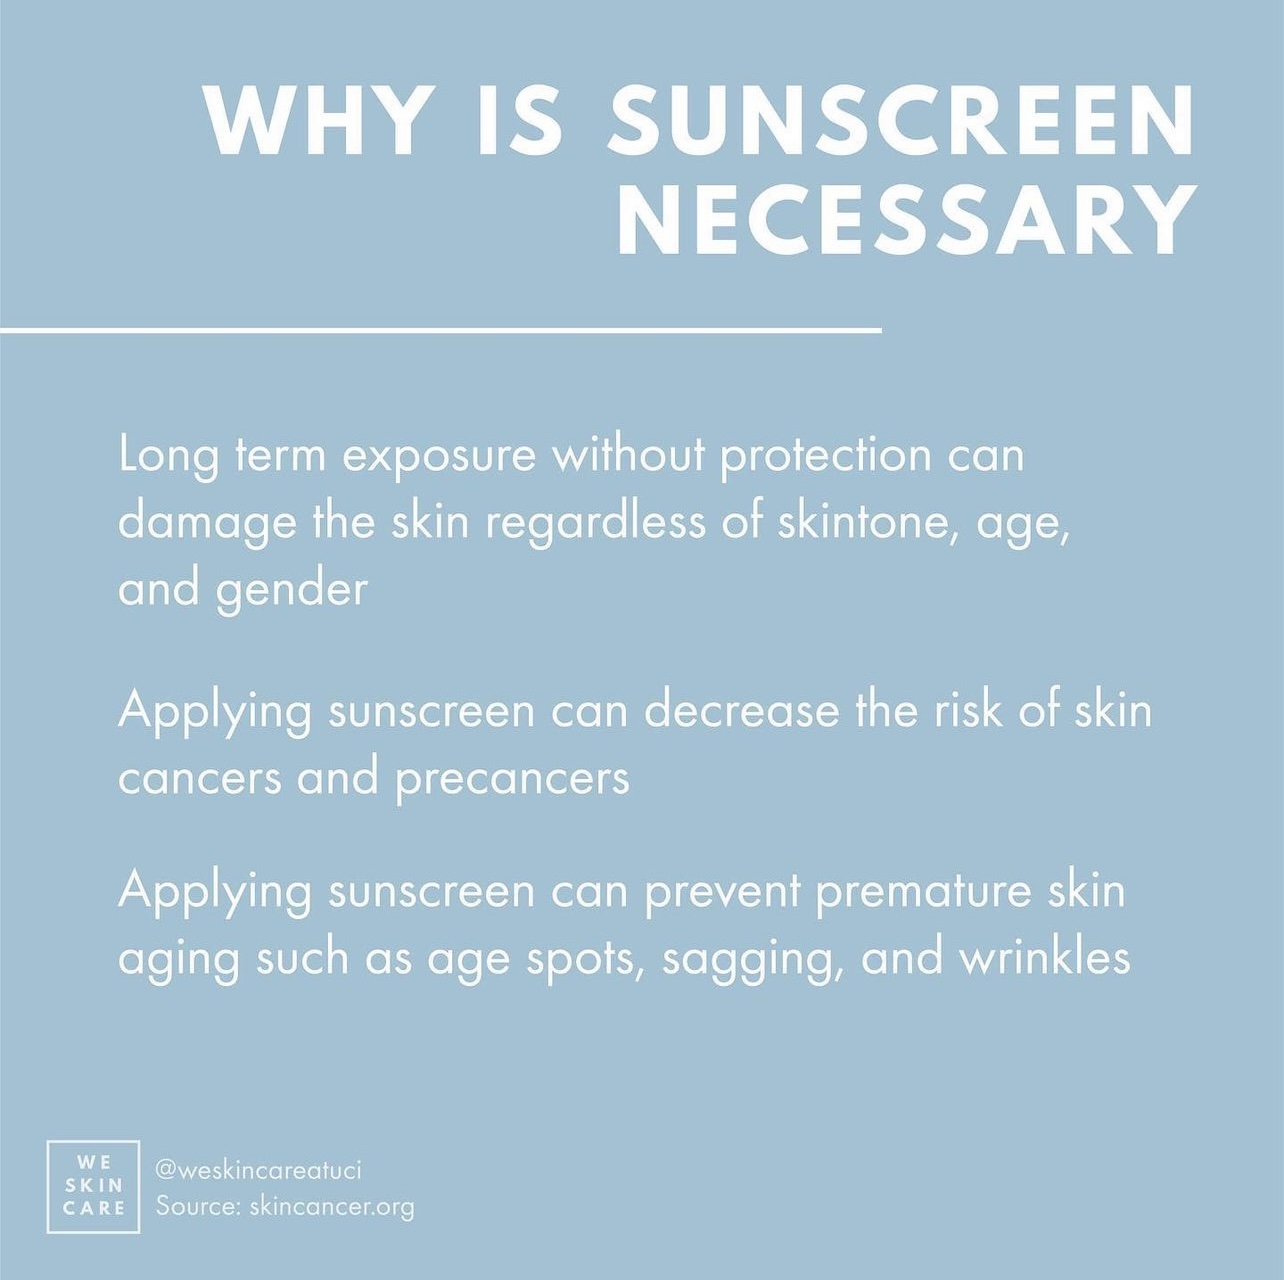 WHY IS SUNSCREEN
NECESSARY
Long term exposure without protection can
damage the skin regardless of skintone, age,
and gender
Applying sunscreen can decrease the risk of skin
cancers and precancers
Applying sunscreen can prevent premature skin
aging such as age spots, sagging, and wrinkles
WE
SKIN
CARE
@weskincareatuci
Source: skincancer.org